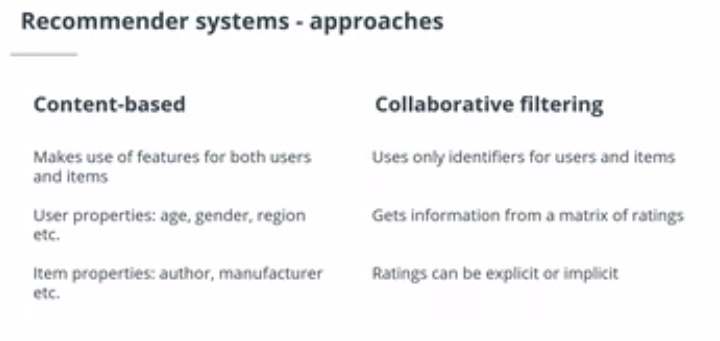 Recommender systems - approaches
Content-based
Makes use of features for both users
and items
User properties: age, gender, region
etc.
Item properties: author, manufacturer
etc.
Collaborative filtering
Uses only identifiers for users and items
Gets information from a matrix of ratings
Ratings can be explicit or implicit